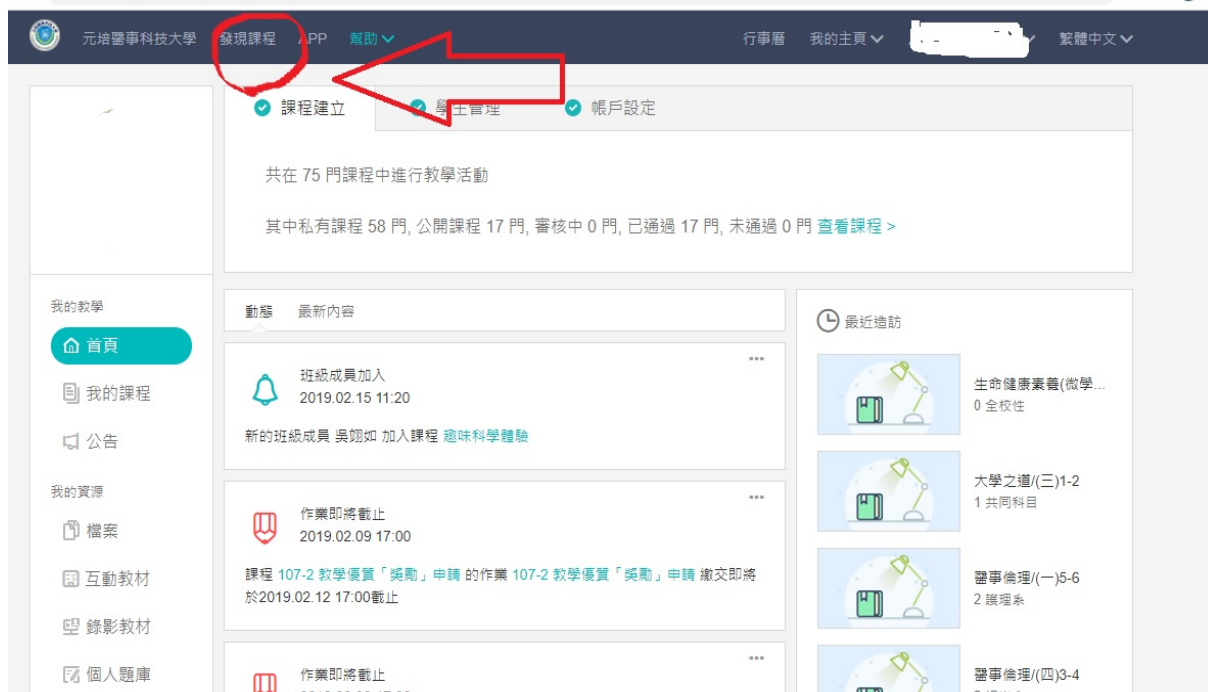 元培醫事科技大學 發現課程 APP 幫助 行事曆 我的主頁 繁體中文
課程建立 學生管理 帳戶設定
共在 75 門課程中進行教學活動
其中私有課程 58 門, 公開課程 17 門, 審核中 0 門, 已通過 17 門, 未通過 0 門 查看課程 >
我的教學
首頁
我的課程
公告
我的資源
檔案
互動教材
錄影教材
個人題庫
動態 最新內容
班級成員加入
2019.02.15 11:20
新的班級成員 吳翊如 加入課程 趣味科學體驗
作業即將截止
2019.02.09 17:00
課程 107-2 教學優質「獎勵」申請 的作業 107-2 教學優質「獎勵」申請 繳交即將
於2019.02.12 17:00截止
作業即將截止
最近造訪
生命健康素養(微學...
0 全校性
大學之道/(三)1-2
1 共同科目
醫事倫理/(一)5-6
2 護理系
醫事倫理/(四)3-4